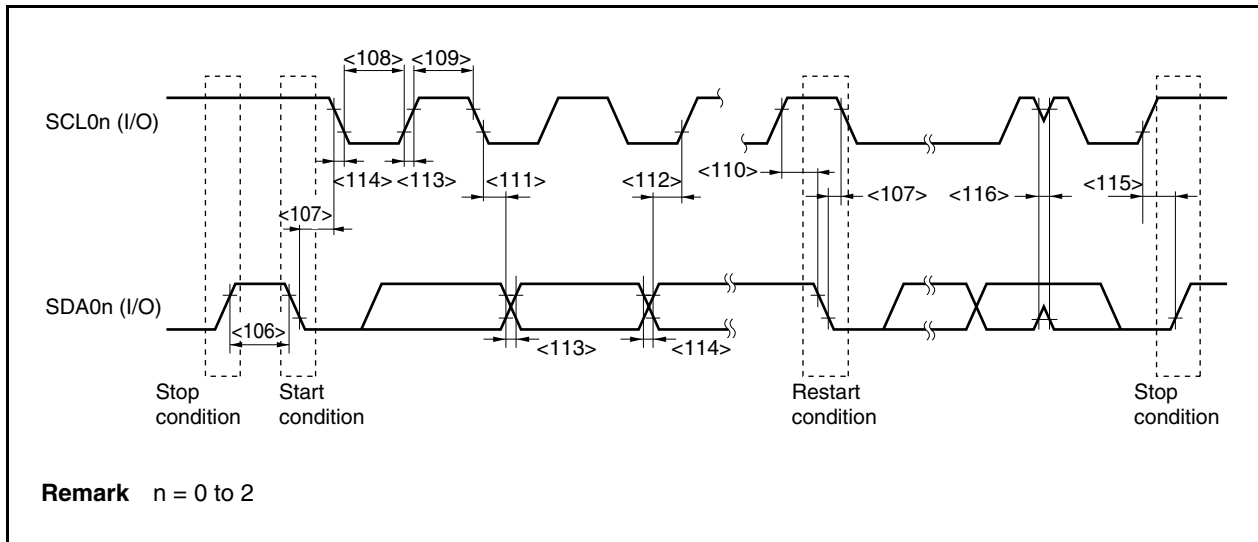 <108> <109>
SCL0n (I/O)
<114> <113> <111> <112> <110> <107> <116> <115>
<107>
SDA0n (I/O)
<106>
<113> <114>
Stop condition
Start condition
Restart condition
Stop condition
Remark n = 0 to 2